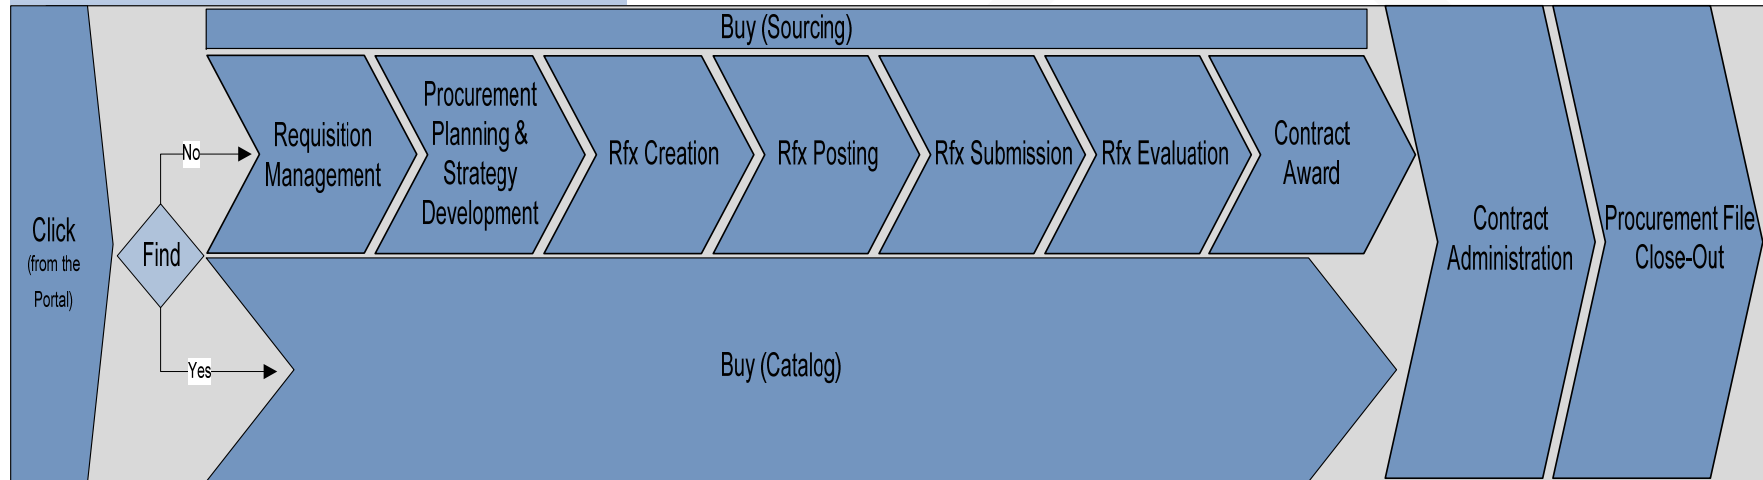 Buy (Sourcing)
Click
(from the
Portal)
Find
No
Yes
Requisition
Management
Procurement
Planning &
Strategy
Development
Rfx Creation
Rfx Posting
Rfx Submission
Rfx Evaluation
Contract
Award
Buy (Catalog)
Contract
Administration
Procurement File
Close-Out